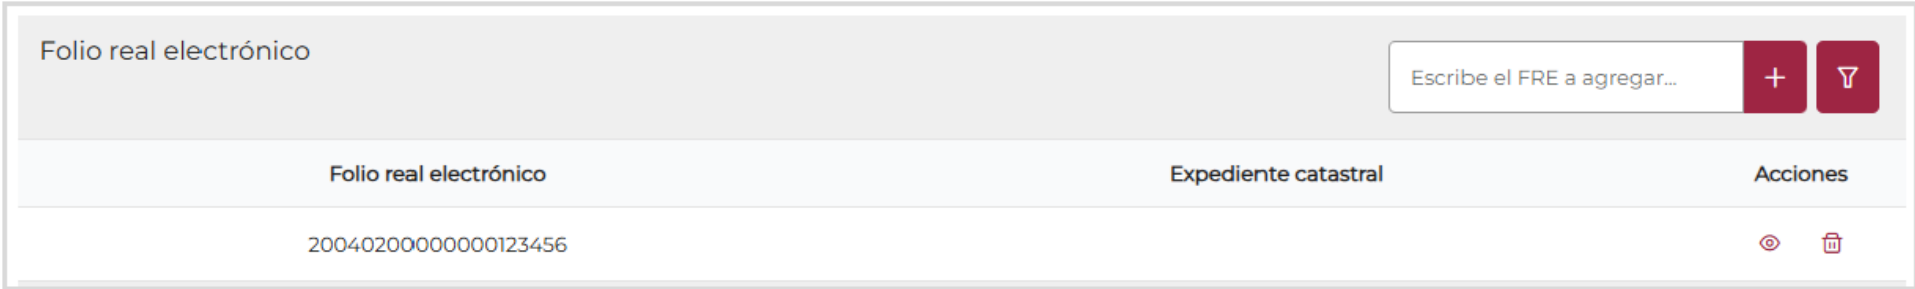 Folio real electrónico
Escribe el FRE a agregar...
Folio real electrónico Expediente catastral Acciones
20040200000000123456